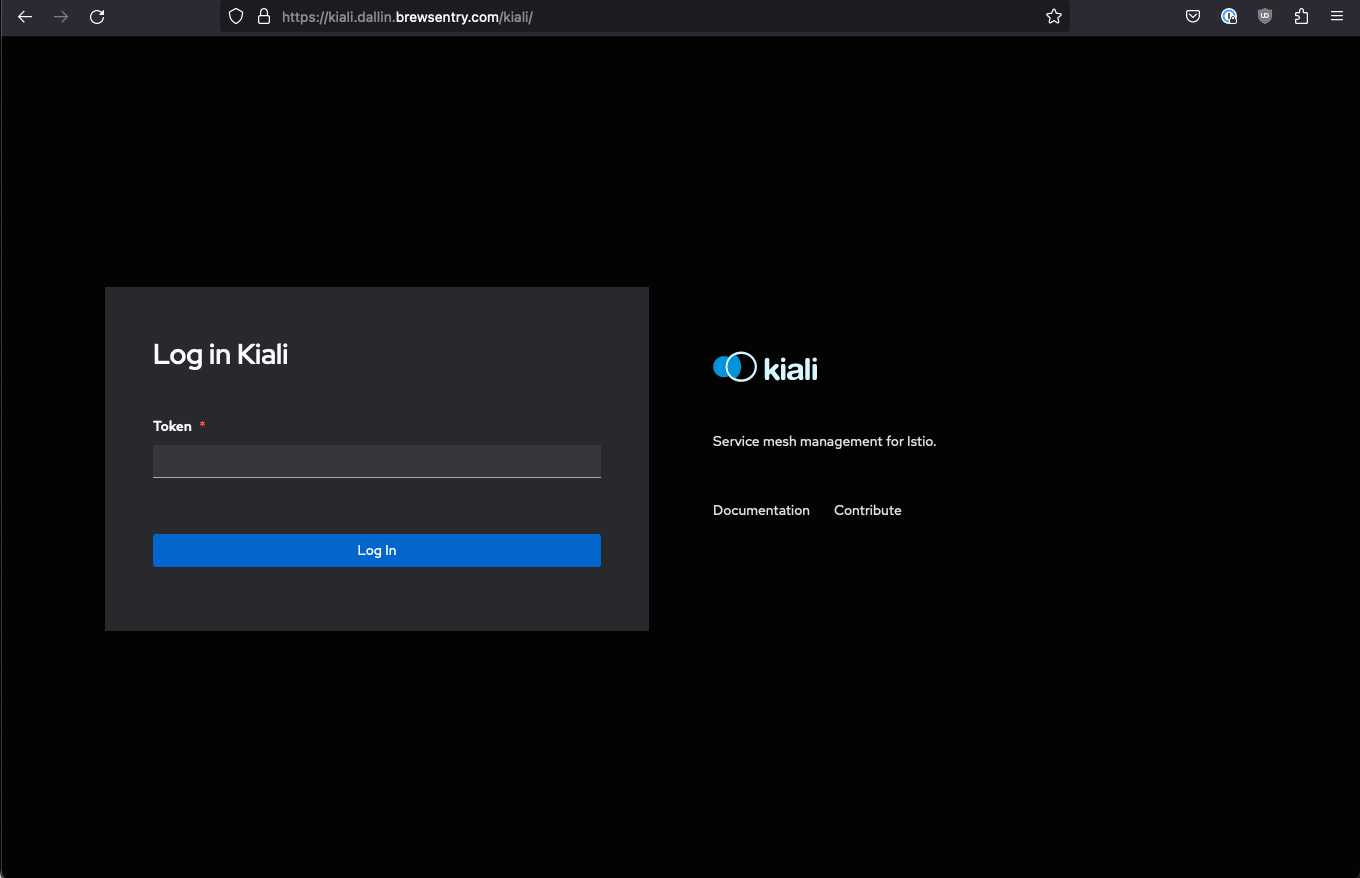 https://kiali.dallin.brewsentry.com/kiali/
Log in Kiali
Token *
Log In
kiali
Service mesh management for Istio.
Documentation Contribute